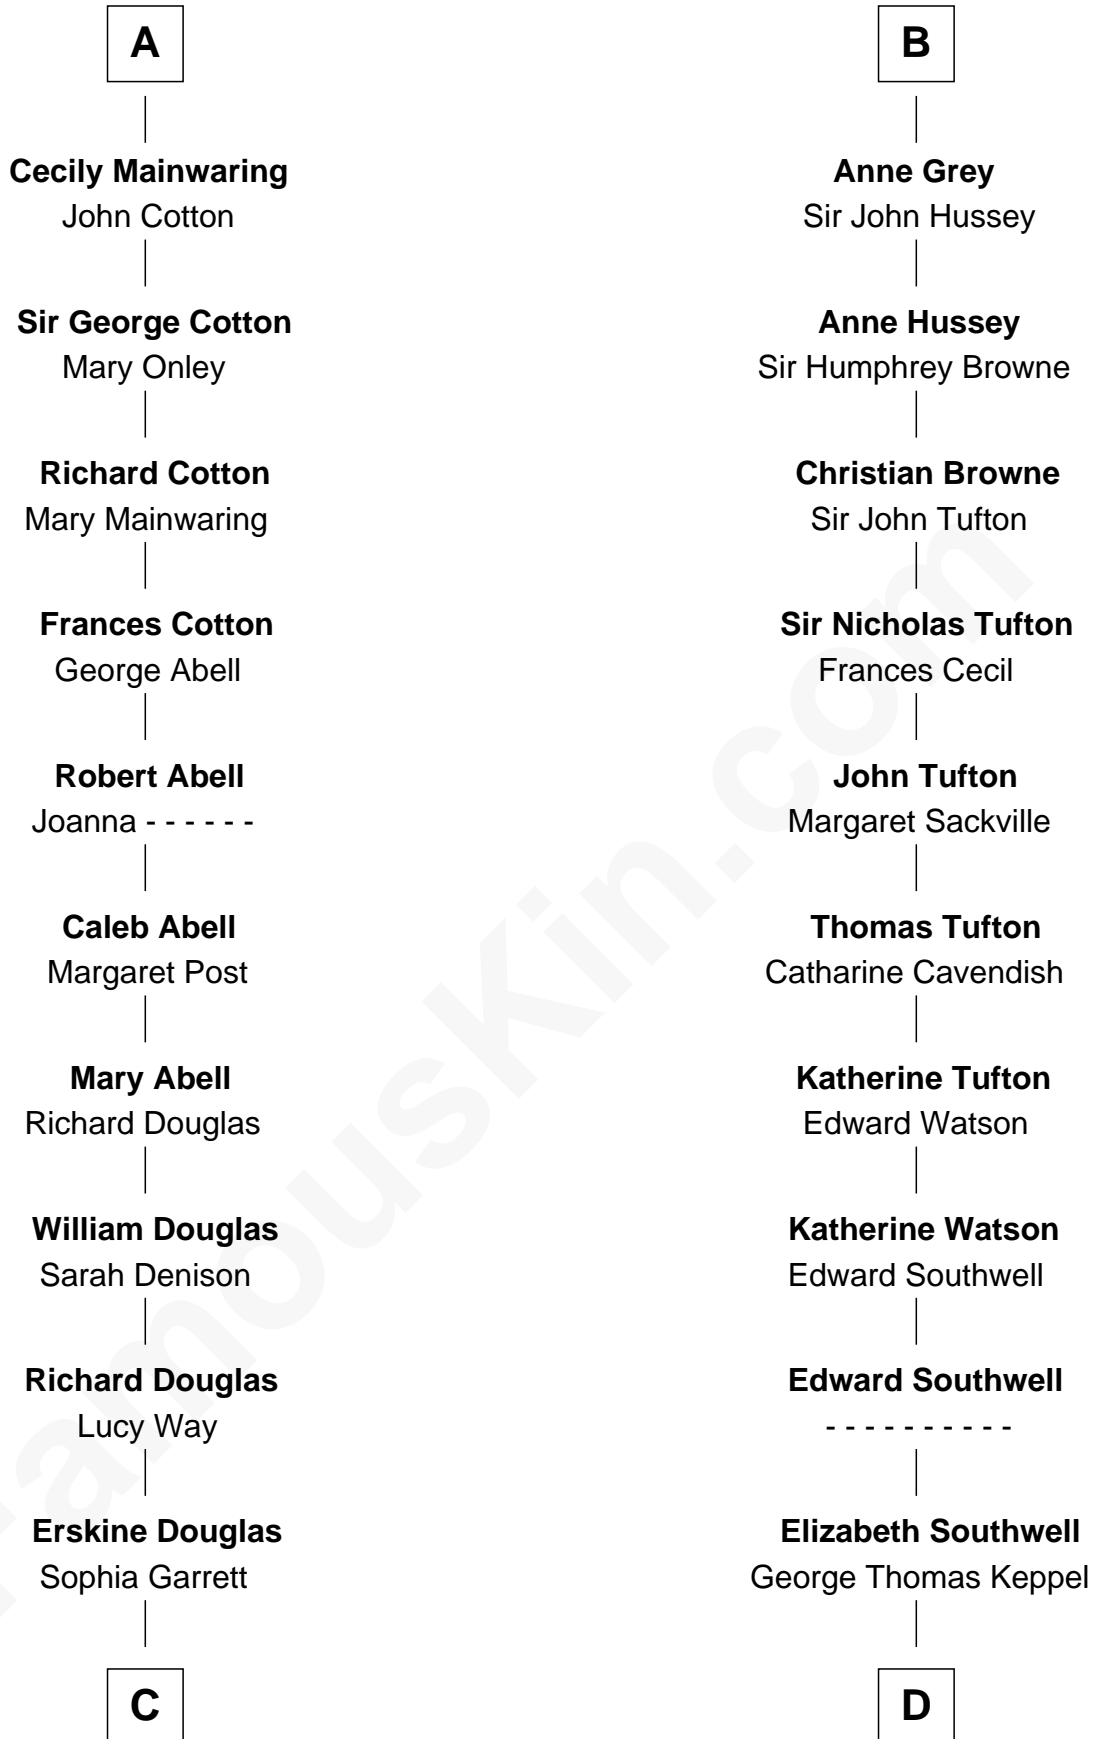 A
Cecily Mainwaring
John Cotton
Sir George Cotton
Mary Onley
Richard Cotton
Mary Mainwaring
Frances Cotton
George Abell
Robert Abell
Joanna - - - - - -
Caleb Abell
Margaret Post
Mary Abell
Richard Douglas
William Douglas
Sarah Denison
Richard Douglas
Lucy Way
Erskine Douglas
Sophia Garrett
C
B
Anne Grey
Sir John Hussey
Anne Hussey
Sir Humphrey Browne
Christian Browne
Sir John Tufton
Sir Nicholas Tufton
Frances Cecil
John Tufton
Margaret Sackville
Thomas Tufton
Catharine Cavendish
Katherine Tufton
Edward Watson
Katherine Watson
Edward Southwell
Edward Southwell
- - - - - - - - - -
Elizabeth Southwell
George Thomas Keppel
D
FamousKin.com